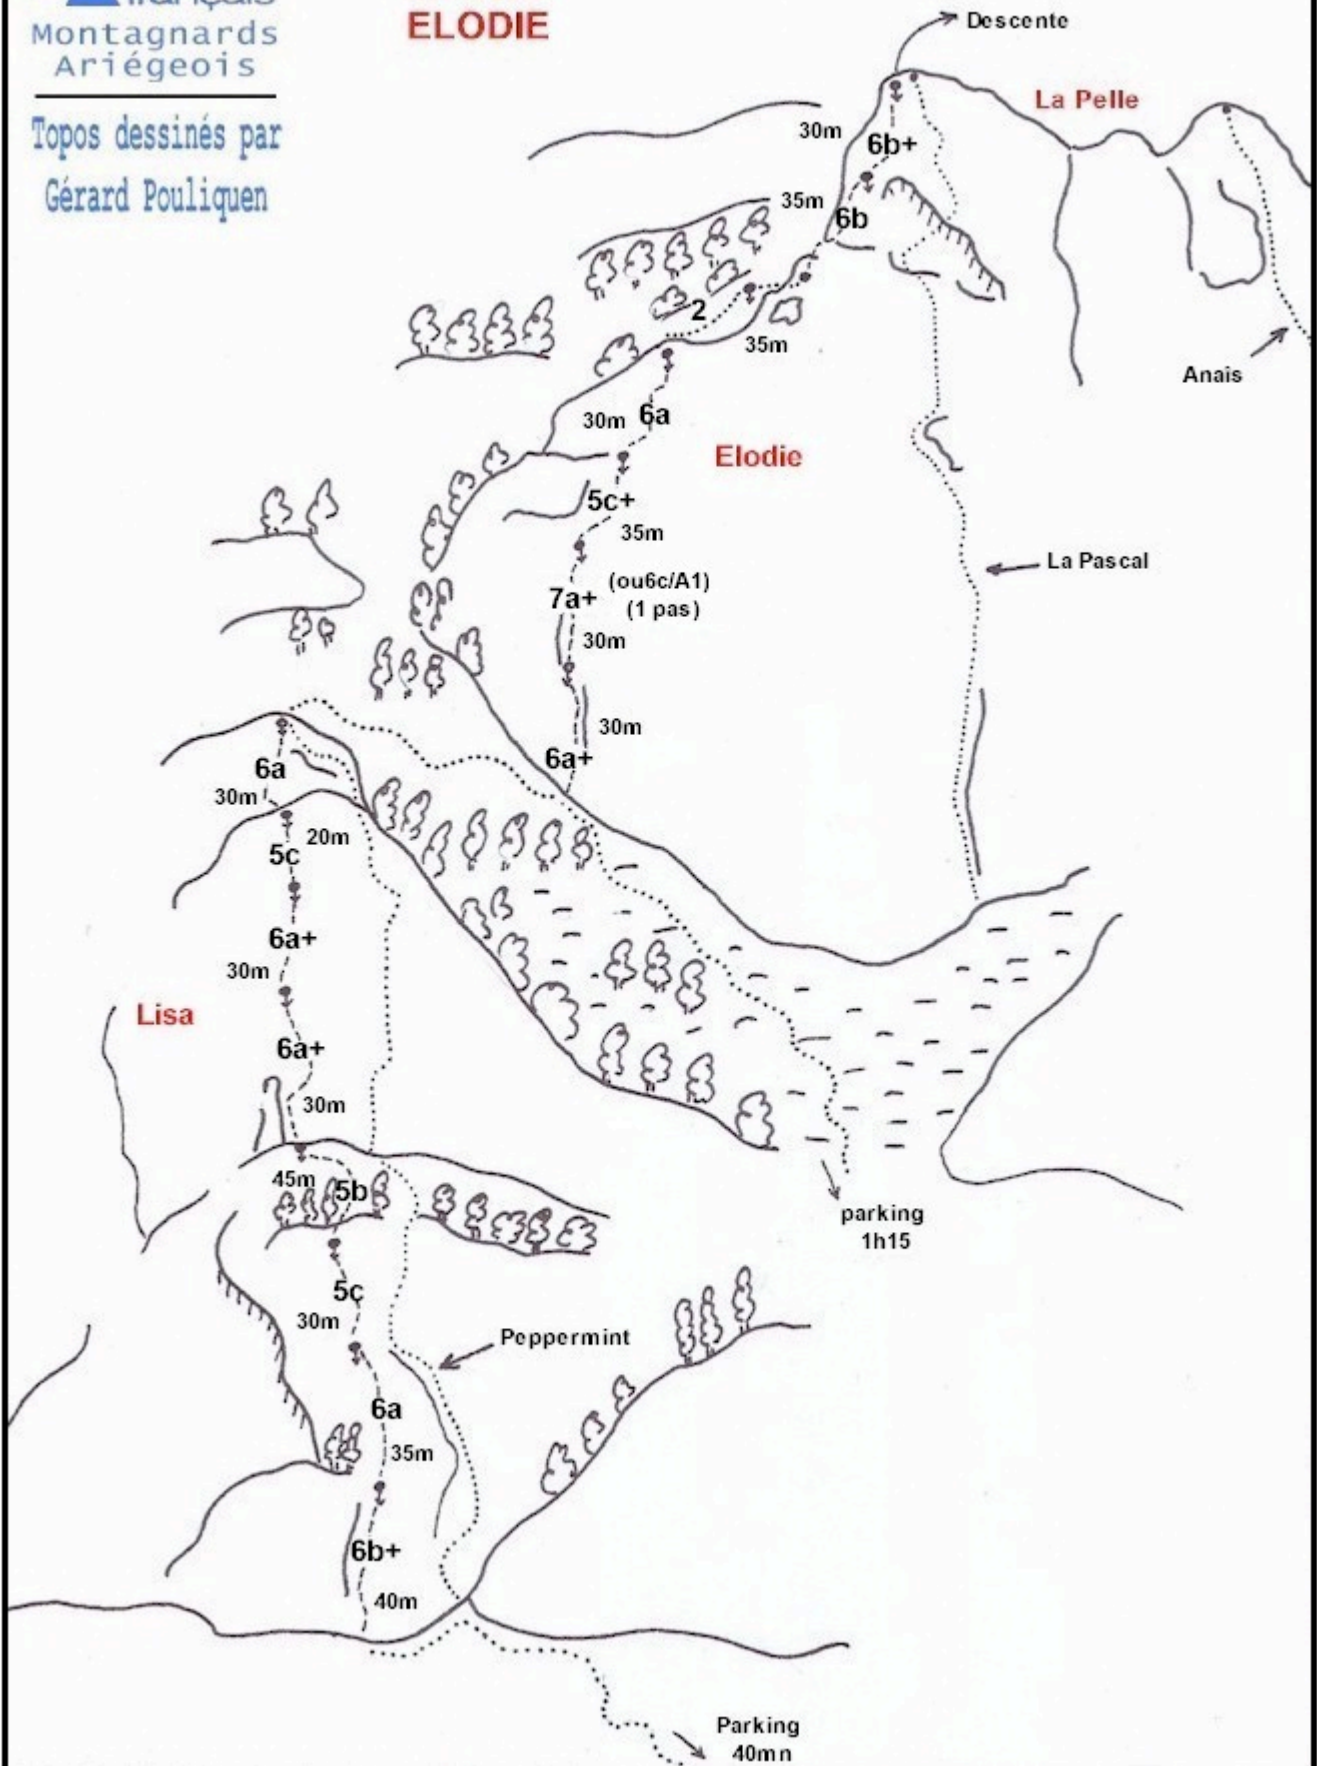 français
Montagnards
Ariégeois
Topos dessinés par
Gérard Pouliquen
ELODIE
Descente
La Pelle
30m
6b+
35m
6b
2
35m
Anais
30m 6a
Elodie
5c+
35m
La Pascal
(ou6c/A1)
7a+
(1 pas)
30m
30m
6a+
6a
30m
20m
5c
6a+
30m
Lisa
6a+
30m
45m
5b
parking
1h15
5c
30m
Peppermint
6a
35m
6b+
40m
Parking
40mn